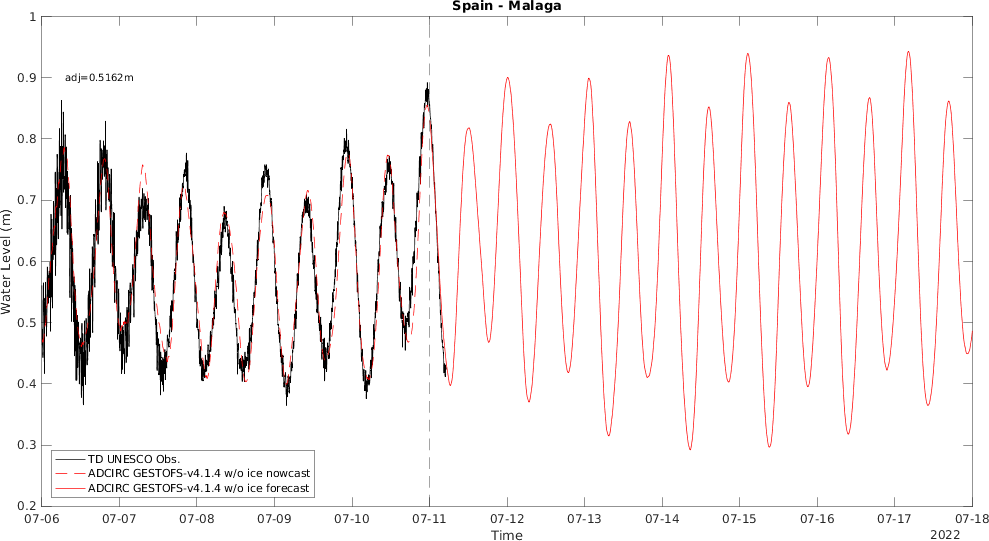 Spain - Malaga
1
0.9
0.8
0.7
0.6
0.5
0.4
0.3
0.2
Water Level (m)
adj=0.5162m
TD UNESCO Obs.
ADCIRC GESTOFS-v4.1.4 w/o ice nowcast
ADCIRC GESTOFS-v4.1.4 w/o ice forecast
07-06 07-07 07-08 07-09 07-10 07-11 07-12 07-13 07-14 07-15 07-16 07-17 07-18
Time
2022